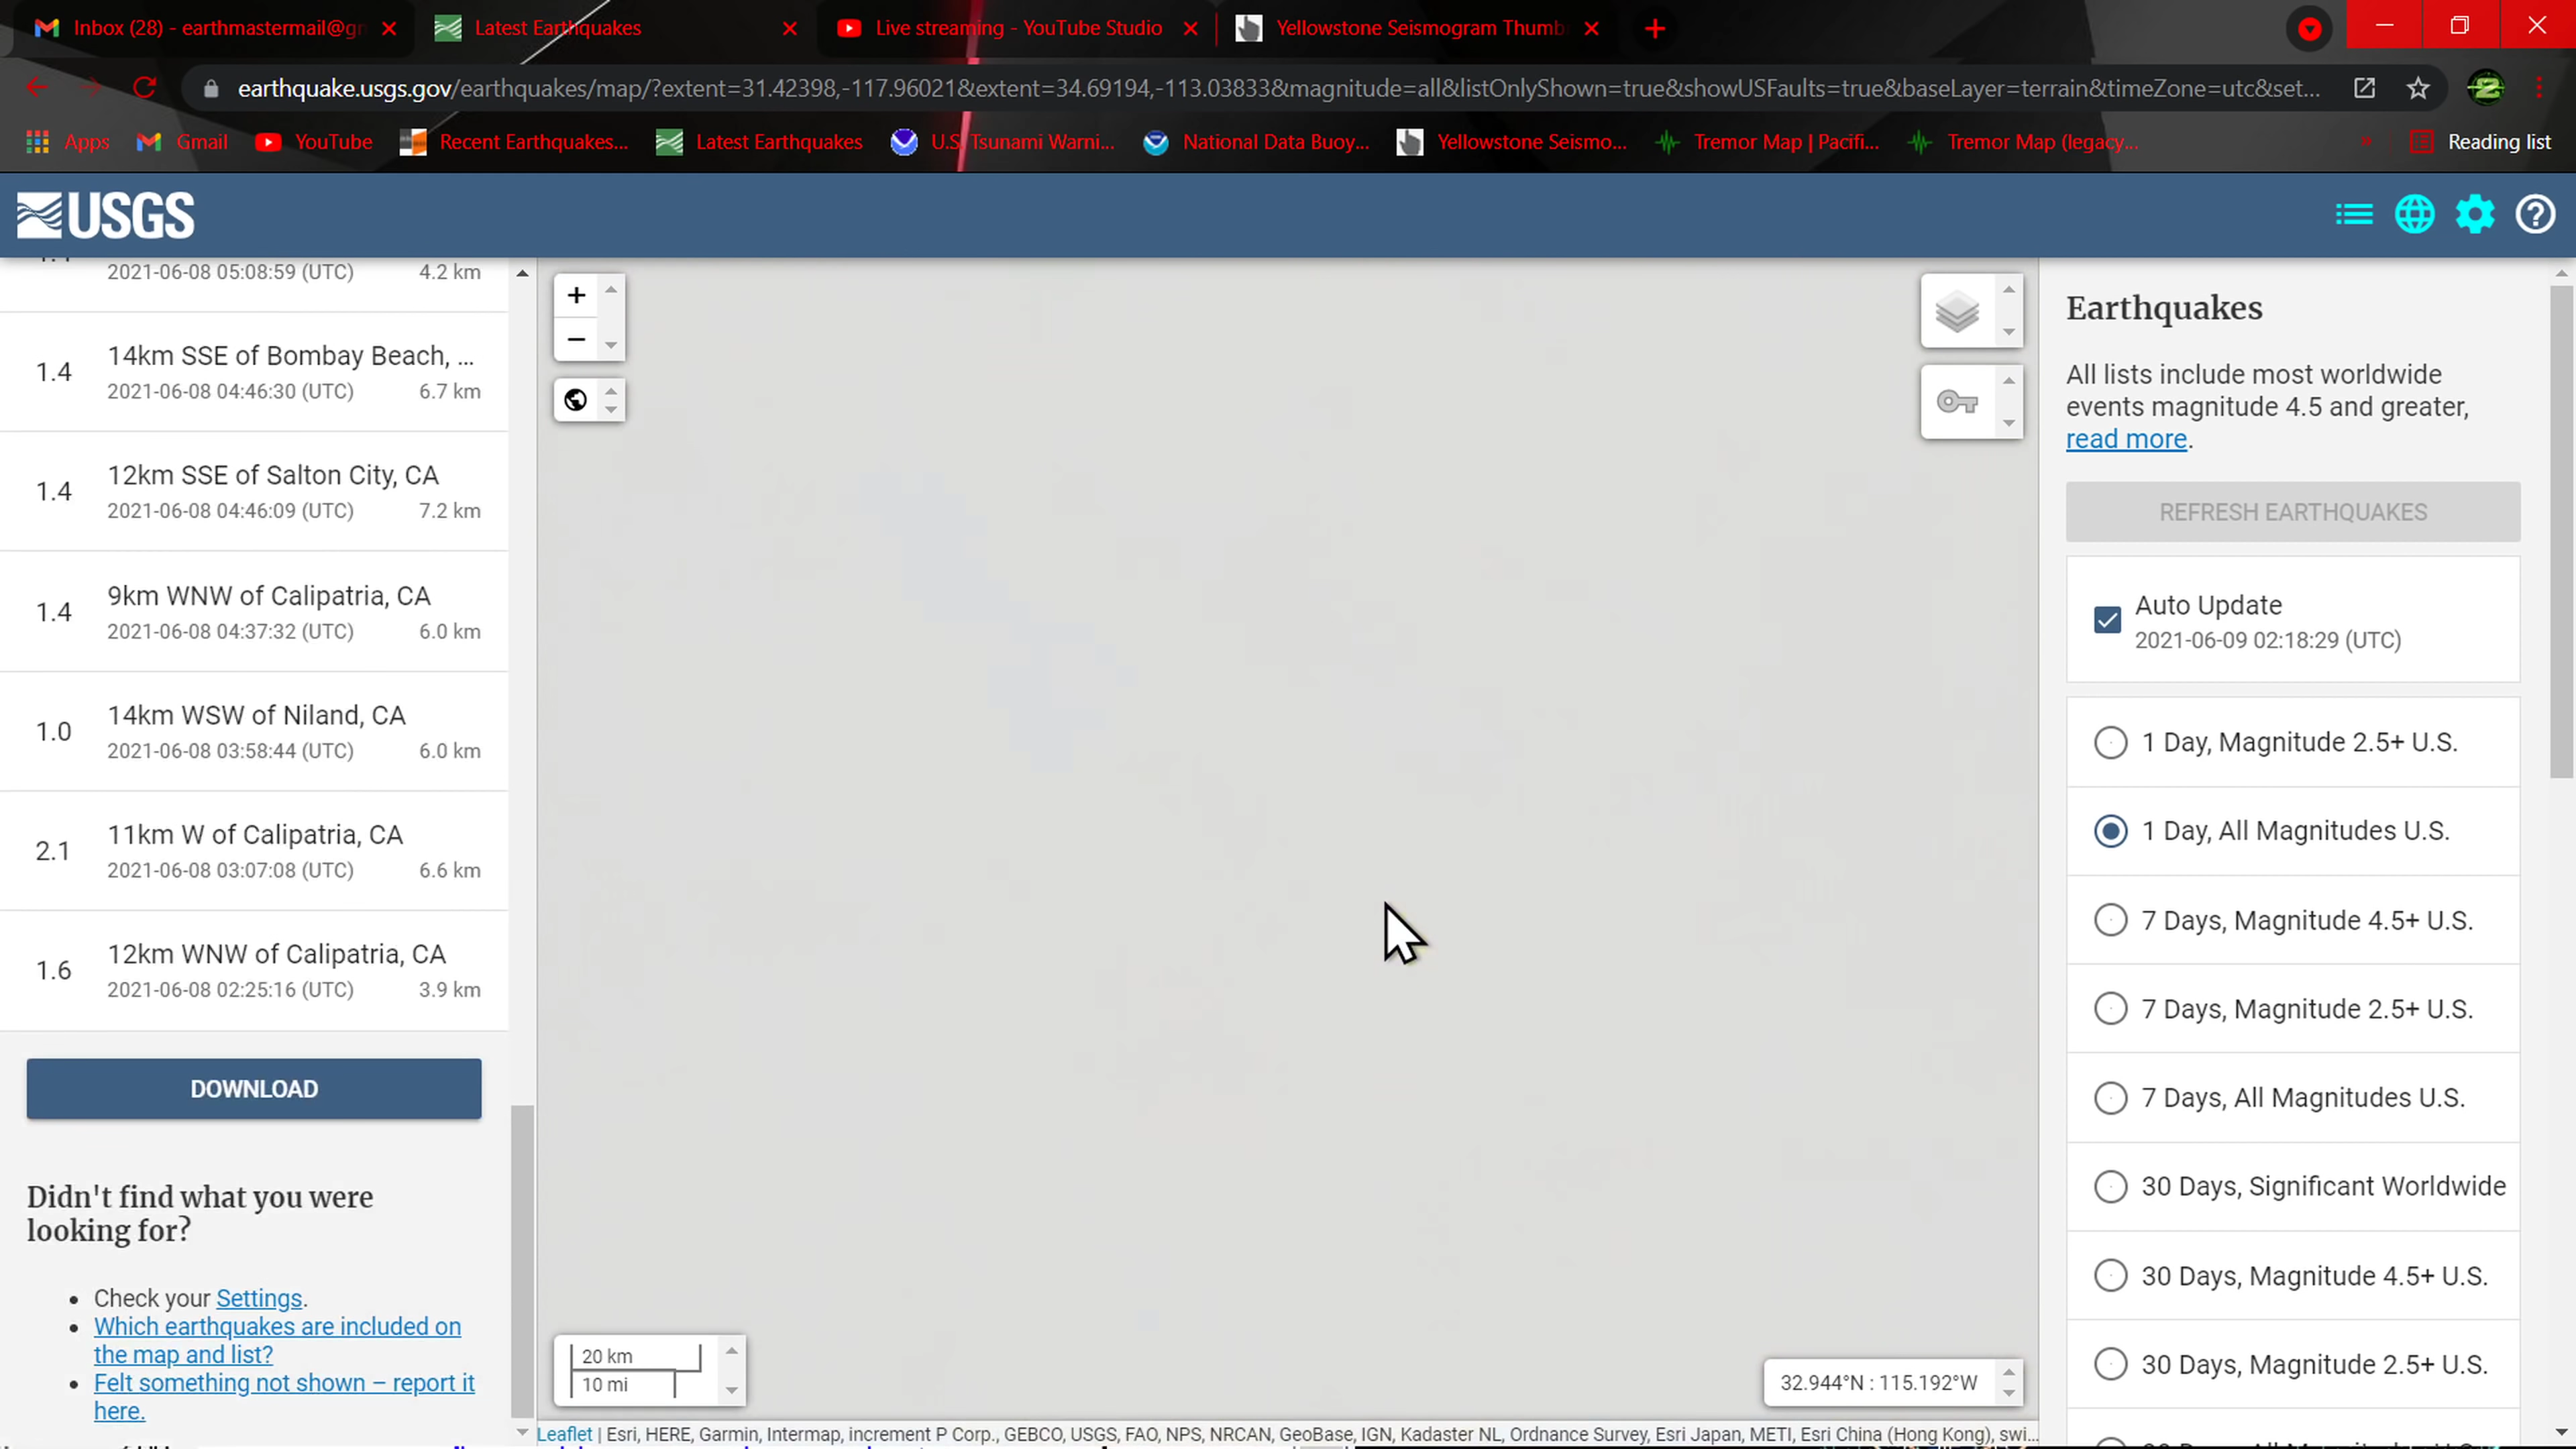 Inbox (28) - earthmastermail@gm
Latest Earthquakes
Live streaming - YouTube Studio
Yellowstone Seismogram Thumb
earthquake.usgs.gov/earthquakes/map/?extent=31.42398,-117.96021&extent=34.69194,-113.03833&magnitude=all&listOnlyShown=true&showUSFaults=true&baseLayer=terrain&timeZone=utc&set...
Apps
Gmail
YouTube
Recent Earthquakes...
Latest Earthquakes
U.S. Tsunami Warni...
National Data Buoy...
Yellowstone Seismo...
Tremor Map | Pacifi...
Tremor Map (legacy...
Reading list
USGS
2021-06-08 05:08:59 (UTC) 4.2 km
1.4 14km SSE of Bombay Beach, ...
2021-06-08 04:46:30 (UTC) 6.7 km
1.4 12km SSE of Salton City, CA
2021-06-08 04:46:09 (UTC) 7.2 km
1.4 9km WNW of Calipatria, CA
2021-06-08 04:37:32 (UTC) 6.0 km
1.0 14km WSW of Niland, CA
2021-06-08 03:58:44 (UTC) 6.0 km
2.1 11km W of Calipatria, CA
2021-06-08 03:07:08 (UTC) 6.6 km
1.6 12km WNW of Calipatria, CA
2021-06-08 02:25:16 (UTC) 3.9 km
DOWNLOAD
Didn't find what you were
looking for?
Check your Settings.
Which earthquakes are included on
the map and list?
Felt something not shown – report it
here.
+
−
20 km
10 mi
32.944°N : 115.192°W
Leaflet | Esri, HERE, Garmin, Intermap, increment P Corp., GEBCO, USGS, FAO, NPS, NRCAN, GeoBase, IGN, Kadaster NL, Ordnance Survey, Esri Japan, METI, Esri China (Hong Kong), swi...
Earthquakes
All lists include most worldwide
events magnitude 4.5 and greater,
read more.
REFRESH EARTHQUAKES
Auto Update
2021-06-09 02:18:29 (UTC)
1 Day, Magnitude 2.5+ U.S.
1 Day, All Magnitudes U.S.
7 Days, Magnitude 4.5+ U.S.
7 Days, Magnitude 2.5+ U.S.
7 Days, All Magnitudes U.S.
30 Days, Significant Worldwide
30 Days, Magnitude 4.5+ U.S.
30 Days, Magnitude 2.5+ U.S.